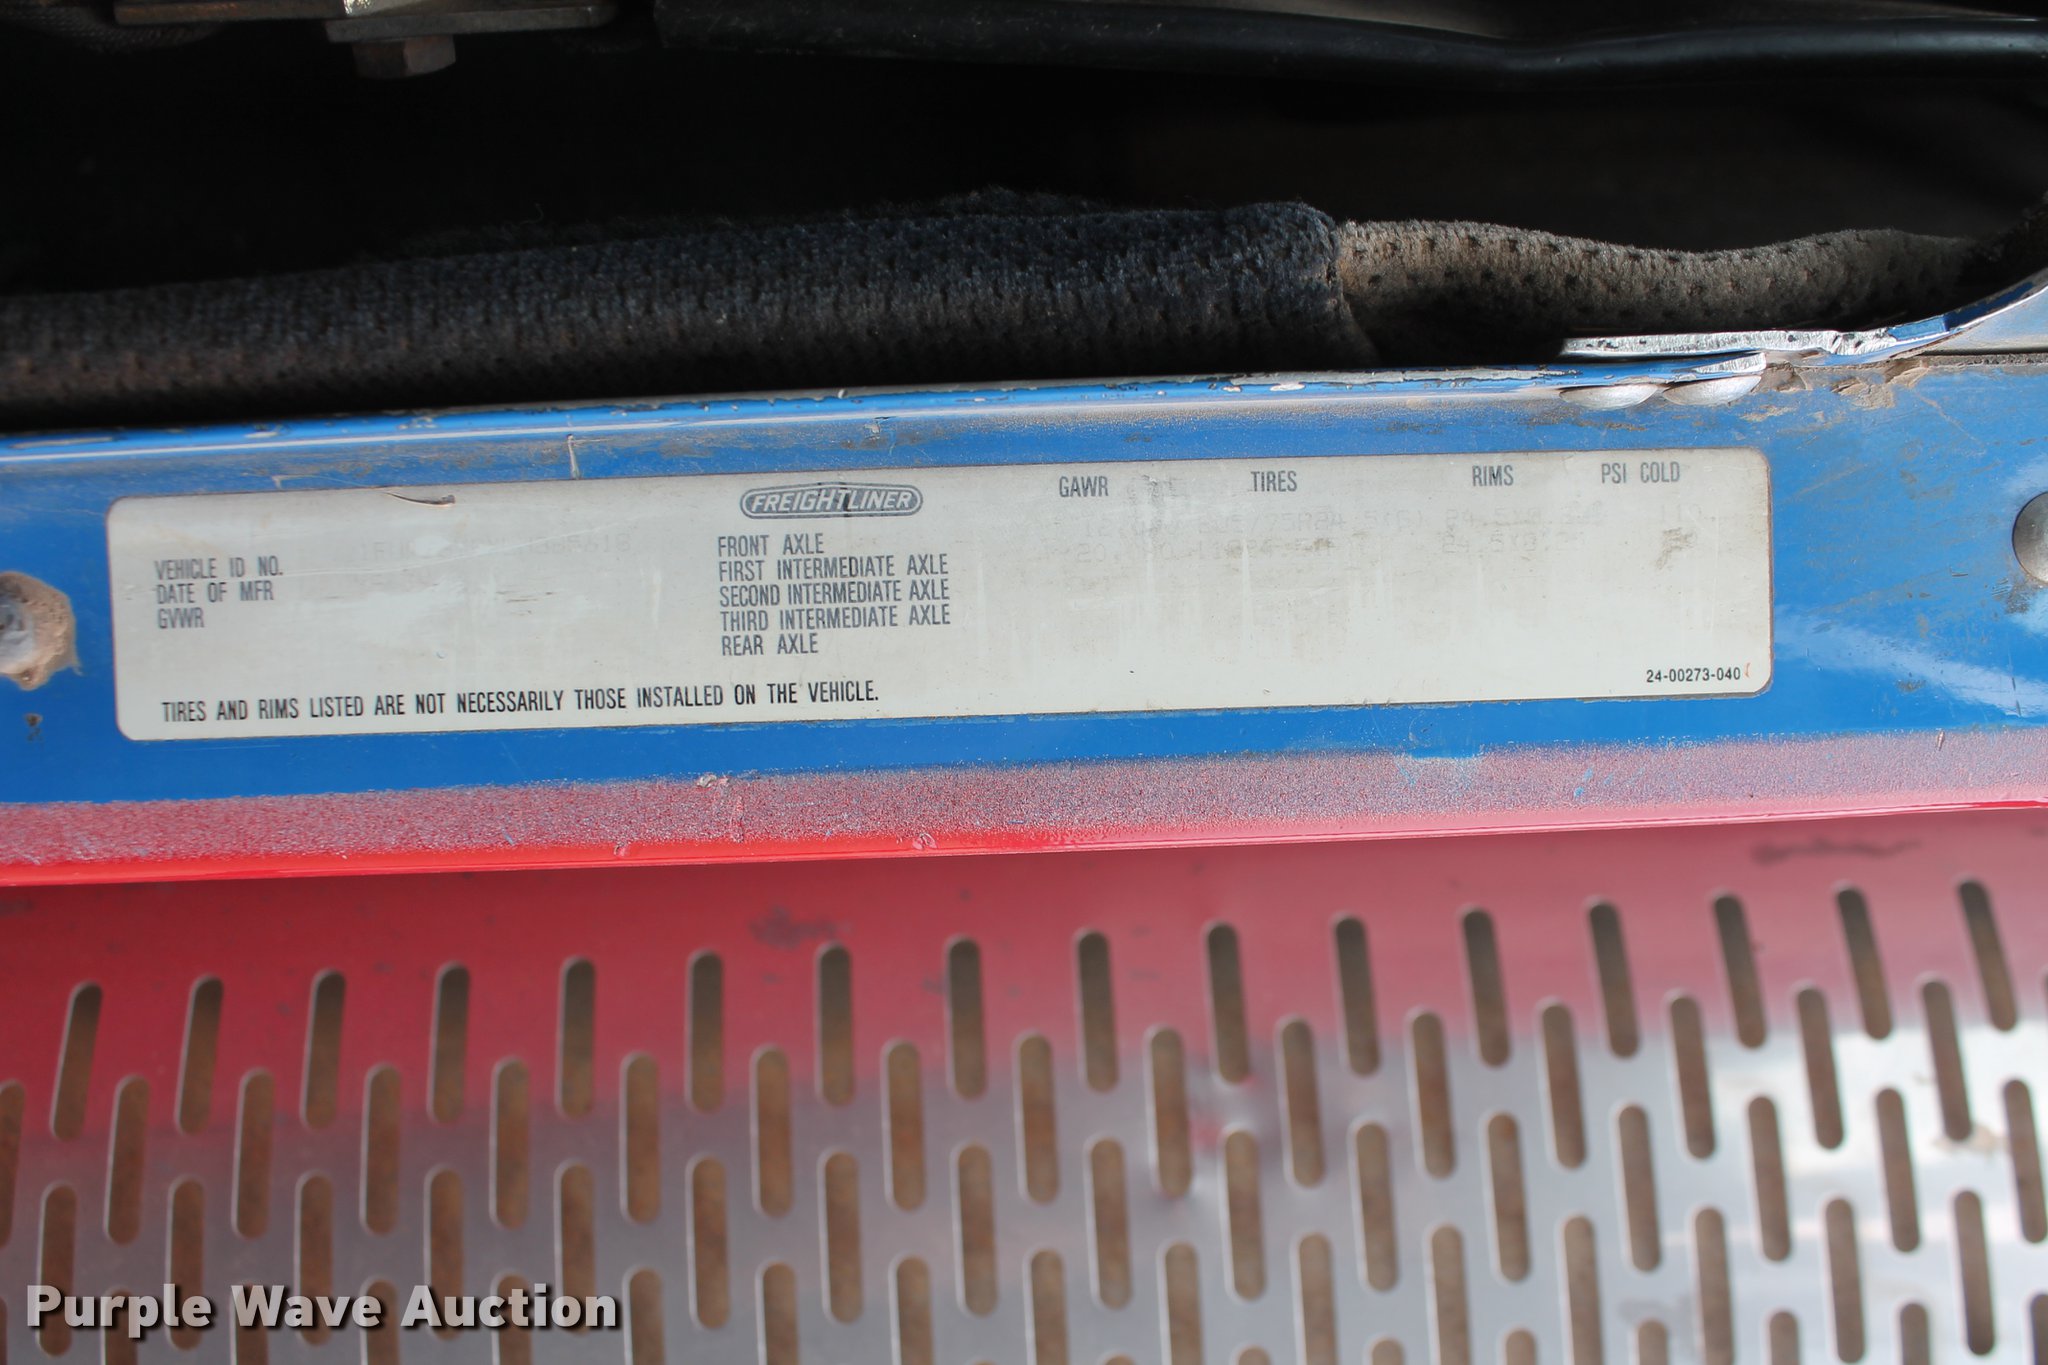 FREIGHTLINER
GAWR TIRES RIMS PSI COLD
VEHICLE ID NO.
DATE OF MFR
GVWR
FRONT AXLE
FIRST INTERMEDIATE AXLE
SECOND INTERMEDIATE AXLE
THIRD INTERMEDIATE AXLE
REAR AXLE
TIRES AND RIMS LISTED ARE NOT NECESSARILY THOSE INSTALLED ON THE VEHICLE.
24-00273-040
Purple Wave Auction